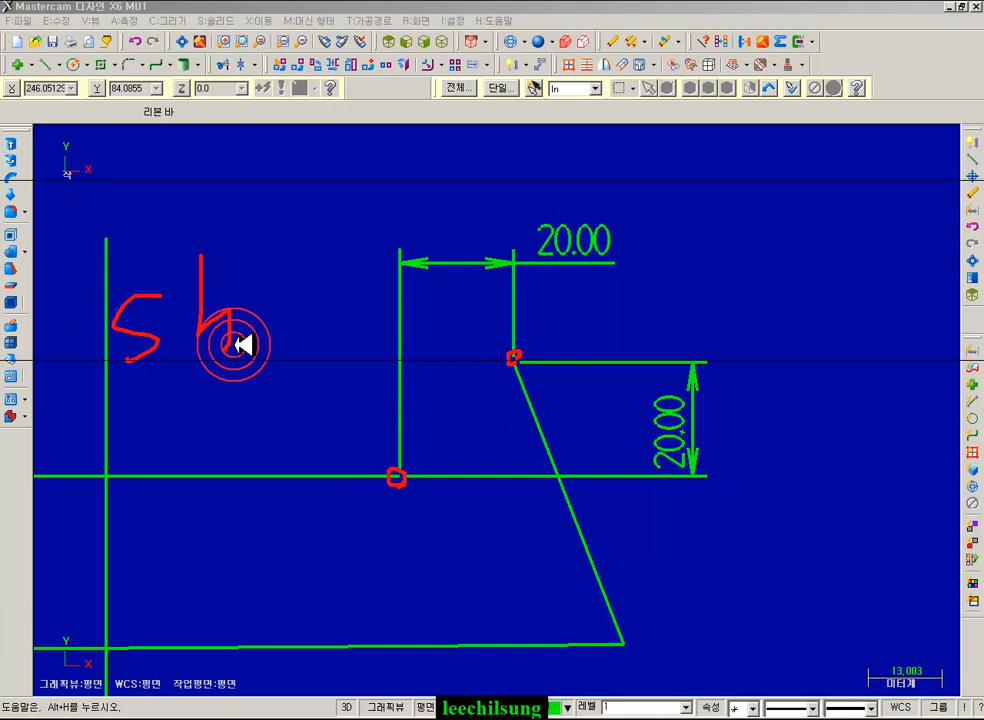 Mastercam 디자인 X6 MUI
F:파일 E:수정 V:뷰 A:측정 C:그리기 S:솔리드 X:이동 M:머신 형태 T:가공경로 R:화면 I:설정 H:도움말
X 246.05129 Y 84.0855 Z 0.0 전체... 단일... In
리본 바
Y
X
20.00
5 h
20.00
Y
X
13.003
미터계
그래픽뷰:평면 WCS:평면 작업평면:평면
도움말은, Alt+H를 누르시오. 3D 그래픽뷰 평면 leechilsung 레벨 1 속성 WCS 그룹 ! ?